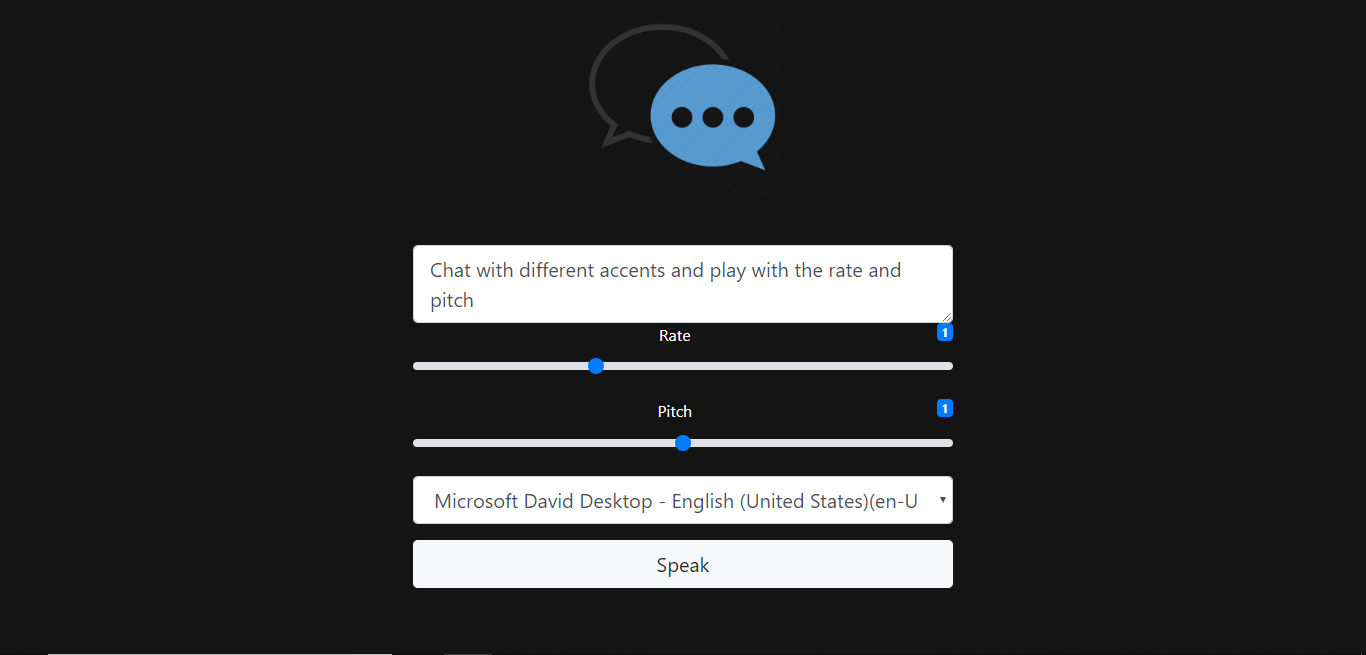 Chat with different accents and play with the rate and
pitch
Rate
1
Pitch
1
Microsoft David Desktop - English (United States)(en-U
Speak